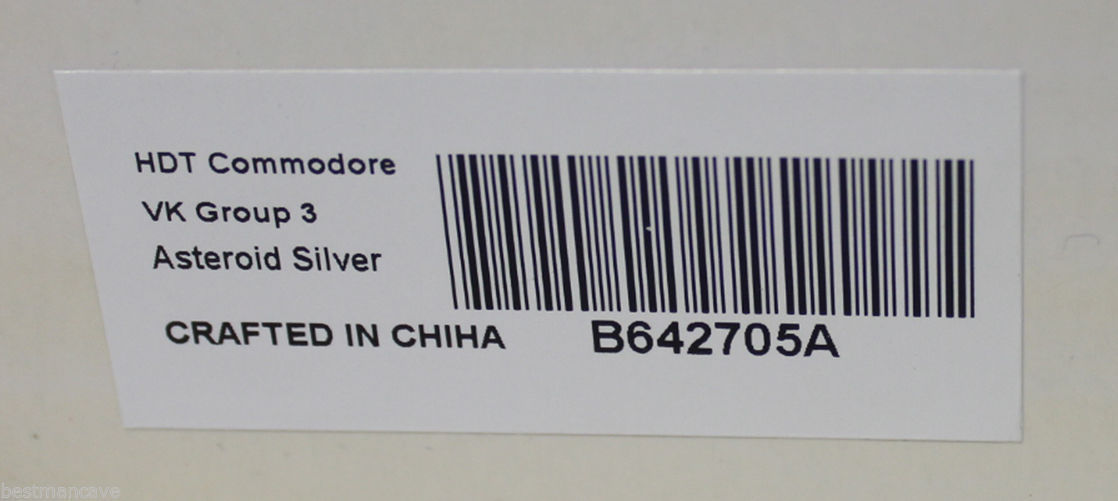 HDT Commodore
VK Group 3
Asteroid Silver
CRAFTED IN CHIHA
B642705A
bestmancave